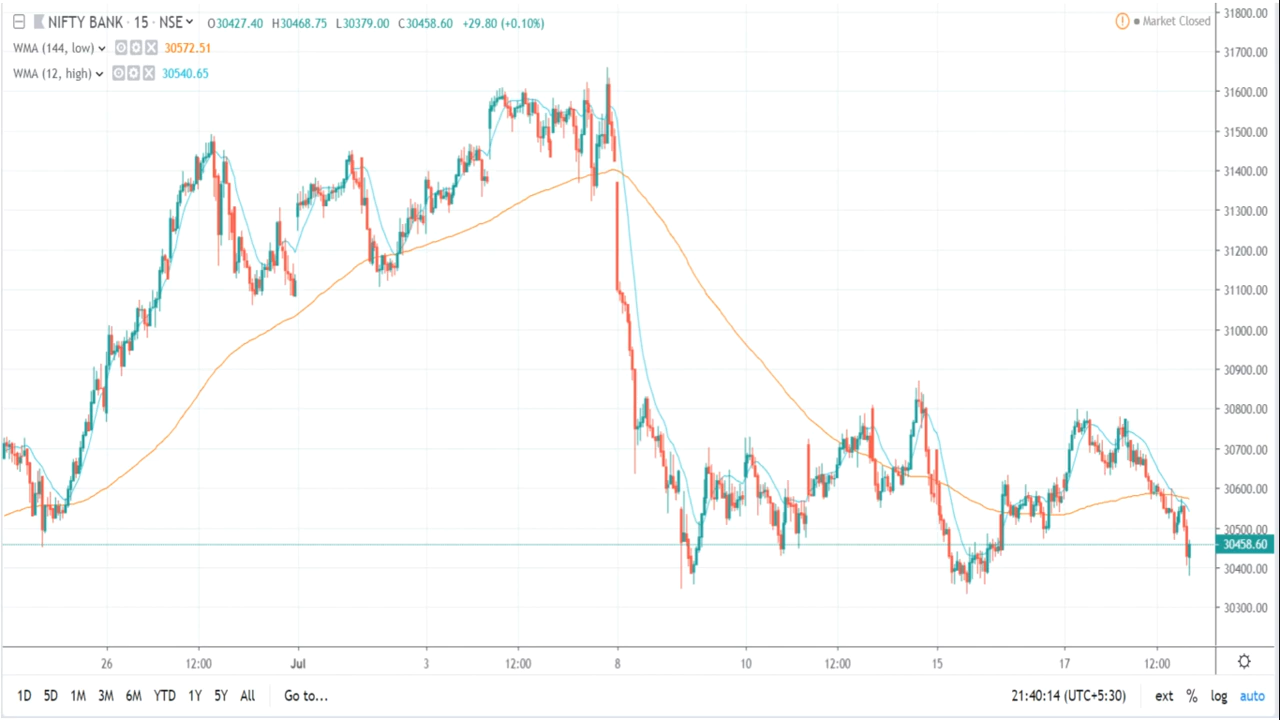 NIFTY BANK · 15 · NSE O30427.40 H30468.75 L30379.00 C30458.60 +29.80 (+0.10%)
Market Closed
WMA (144, low) 30572.51
WMA (12, high) 30540.65
31800.00
31700.00
31600.00
31500.00
31400.00
31300.00
31200.00
31100.00
31000.00
30900.00
30800.00
30700.00
30600.00
30500.00
30458.60
30400.00
30300.00
26 12:00 Jul 3 12:00 8 10 12:00 15 17 12:00
1D 5D 1M 3M 6M YTD 1Y 5Y All Go to... 21:40:14 (UTC+5:30) ext % log auto